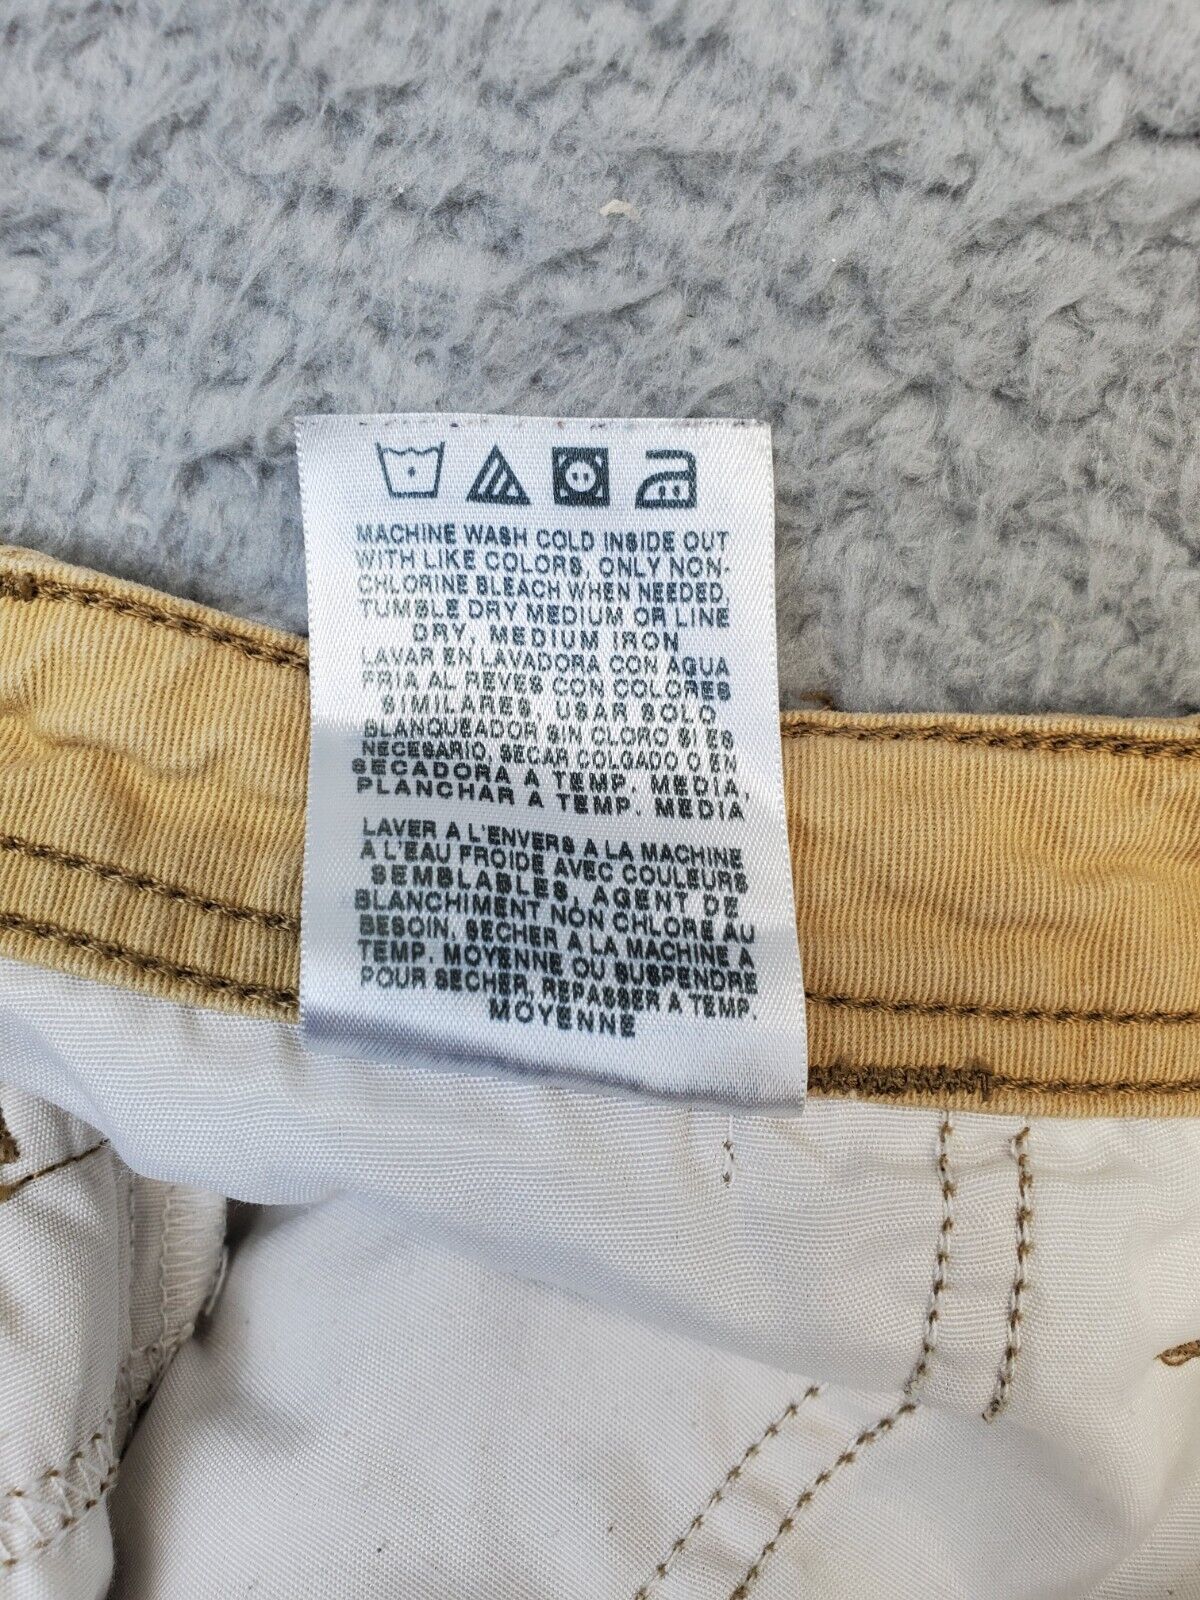 MACHINE WASH COLD INSIDE OUT
WITH LIKE COLORS, ONLY NON-
CHLORINE BLEACH WHEN NEEDED,
TUMBLE DRY MEDIUM OR LINE
DRY, MEDIUM IRON
LAVAR EN LAVADORA CON AGUA
FRIA AL REVES CON COLORES
SIMILARES, USAR SOLO
BLANQUEADOR SIN CLORO SI ES
NECESARIO, SECAR COLGADO O EN
SECADORA A TEMP. MEDIA,
PLANCHAR A TEMP. MEDIA
LAVER A L'ENVERS A LA MACHINE
A L'EAU FROIDE AVEC COULEURS
SEMBLABLES, AGENT DE
BLANCHIMENT NON CHLORE AU
BESOIN, SECHER A LA MACHINE A
TEMP. MOYENNE OU SUSPENDRE
POUR SECHER, REPASSER A TEMP.
MOYENNE